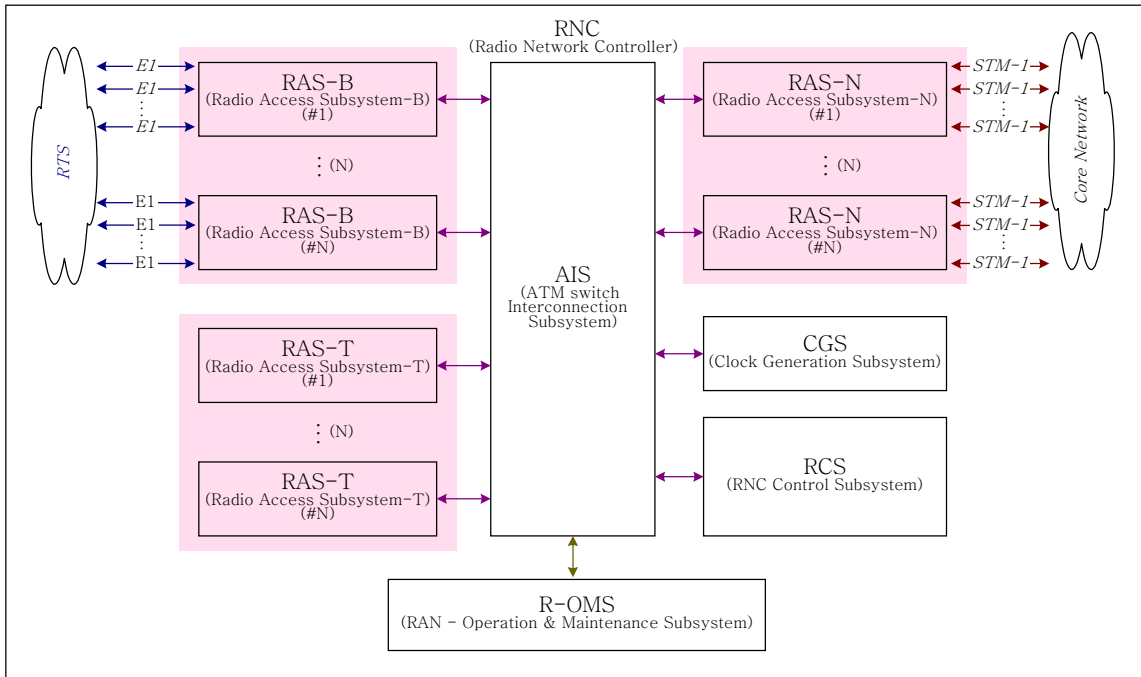 RNC
(Radio Network Controller)
E1
E1
E1
RTS
E1
E1
E1
RAS-B
(Radio Access Subsystem-B)
(#1)
⋮ (N)
RAS-B
(Radio Access Subsystem-B)
(#N)
RAS-T
(Radio Access Subsystem-T)
(#1)
⋮ (N)
RAS-T
(Radio Access Subsystem-T)
(#N)
AIS
(ATM switch
Interconnection
Subsystem)
RAS-N
(Radio Access Subsystem-N)
(#1)
⋮ (N)
RAS-N
(Radio Access Subsystem-N)
(#N)
STM-1
STM-1
STM-1
Core Network
STM-1
STM-1
STM-1
CGS
(Clock Generation Subsystem)
RCS
(RNC Control Subsystem)
R-OMS
(RAN - Operation & Maintenance Subsystem)